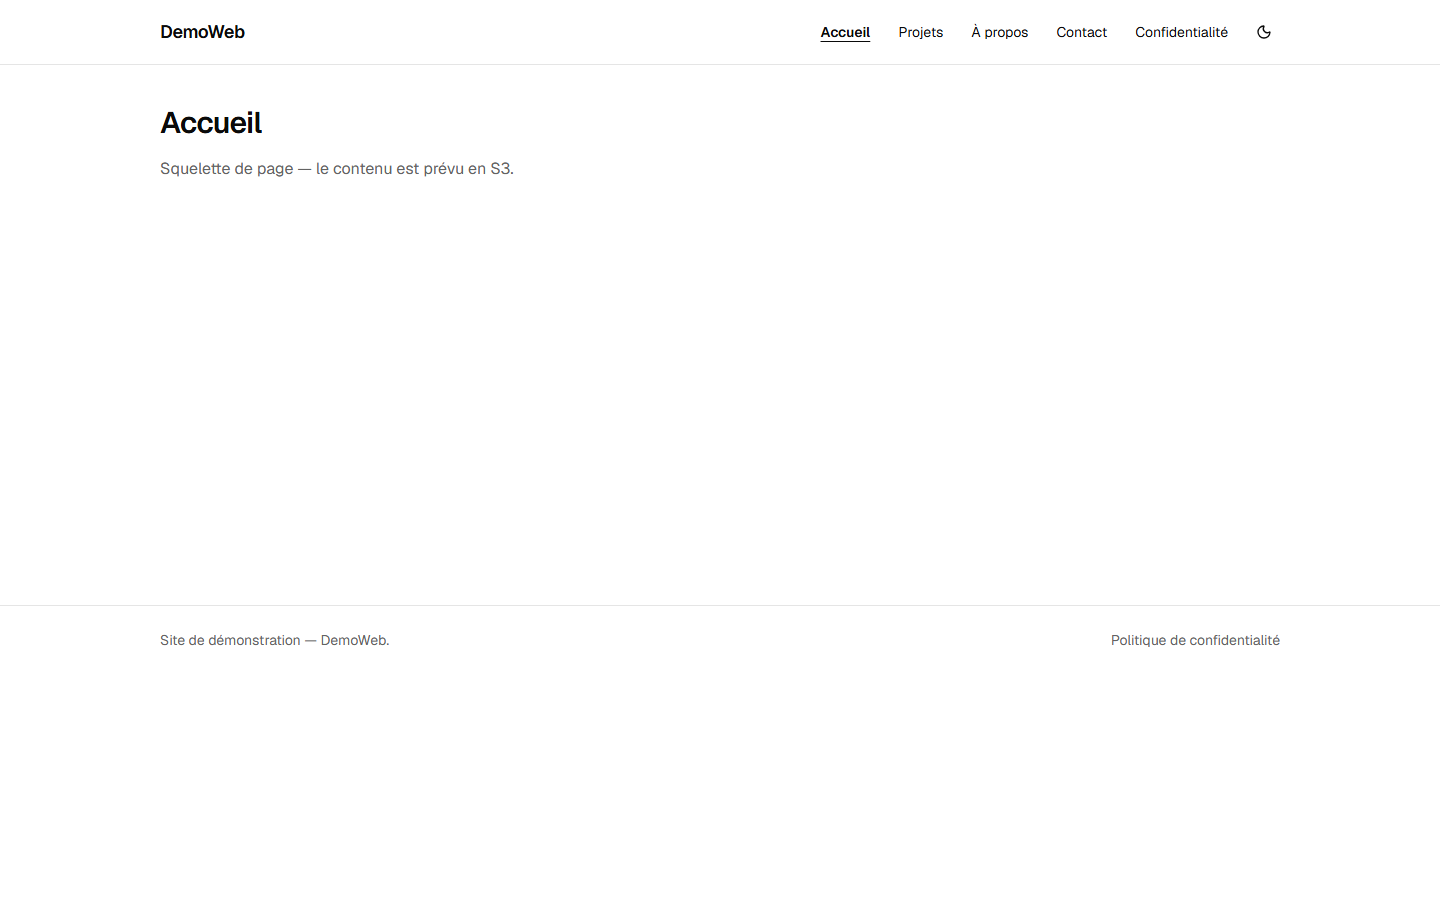 DemoWeb
Accueil Projets À propos Contact Confidentialité
Accueil
Squelette de page — le contenu est prévu en S3.
Site de démonstration — DemoWeb.
Politique de confidentialité